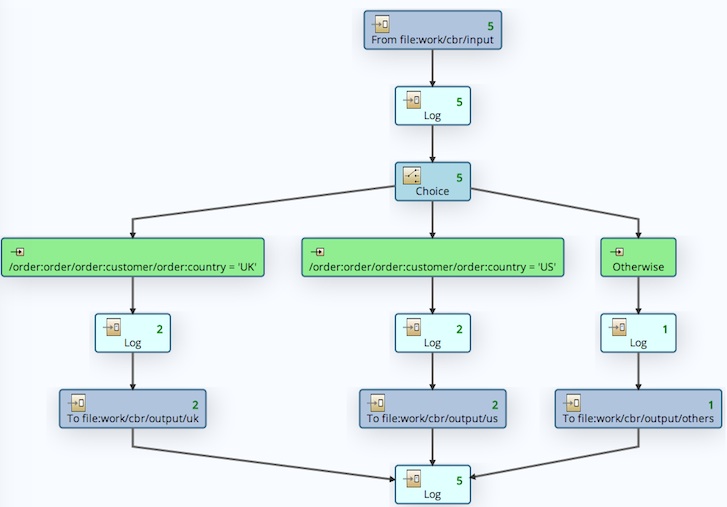 5
From file:work/cbr/input
5
Log
5
Choice
/order:order/order:customer/order:country = 'UK'
/order:order/order:customer/order:country = 'US'
Otherwise
2
Log
2
Log
1
Log
2
To file:work/cbr/output/uk
2
To file:work/cbr/output/us
1
To file:work/cbr/output/others
5
Log